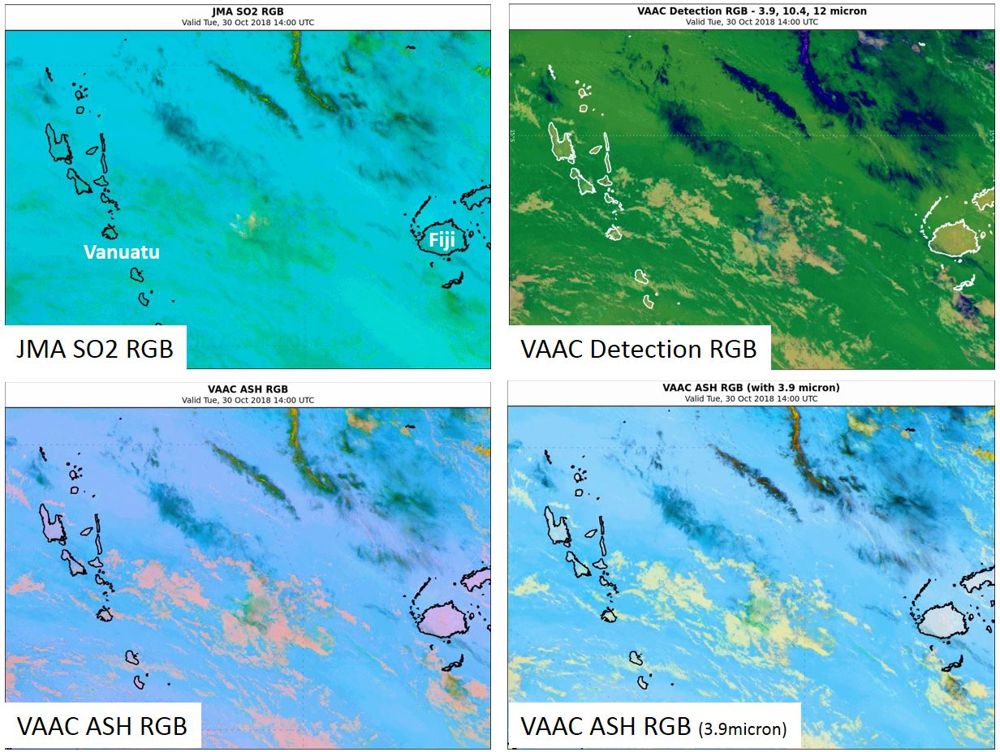 JMA SO2 RGB
Valid Tue, 30 Oct 2018 14:00 UTC
Vanuatu
Fiji
JMA SO2 RGB
VAAC Detection RGB - 3.9, 10.4, 12 micron
Valid Tue, 30 Oct 2018 14:00 UTC
15°S
15°S
VAAC Detection RGB
VAAC ASH RGB
Valid Tue, 30 Oct 2018 14:00 UTC
VAAC ASH RGB
VAAC ASH RGB (with 3.9 micron)
Valid Tue, 30 Oct 2018 14:00 UTC
VAAC ASH RGB (3.9micron)